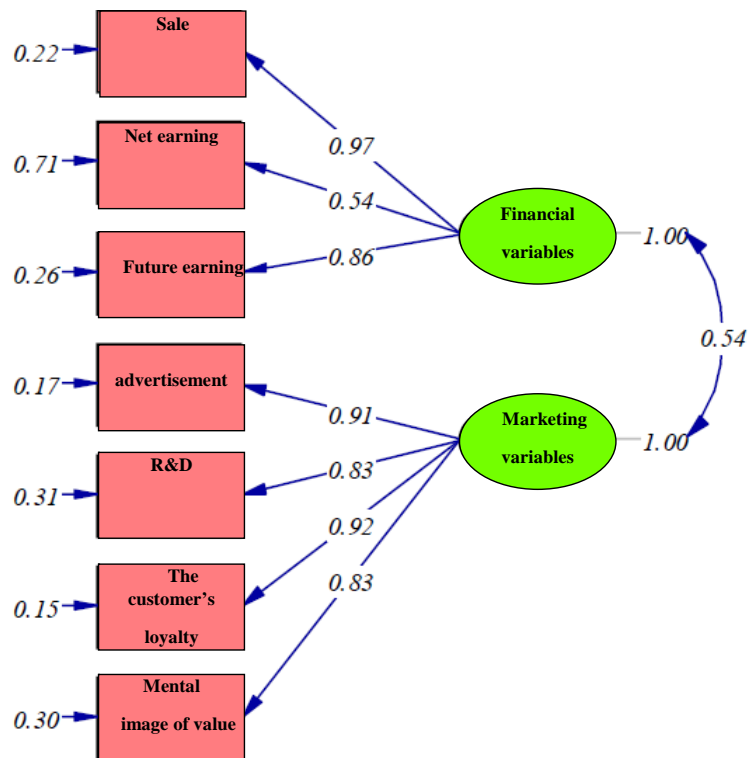 Sale
0.22
0.97
Net earning
0.71
0.54
Financial
variables
1.00
Future earning
0.26
0.86
0.54
advertisement
0.17
0.91
Marketing
variables
1.00
R&D
0.31
0.83
0.92
The
customer's
loyalty
0.15
0.83
Mental
image of value
0.30